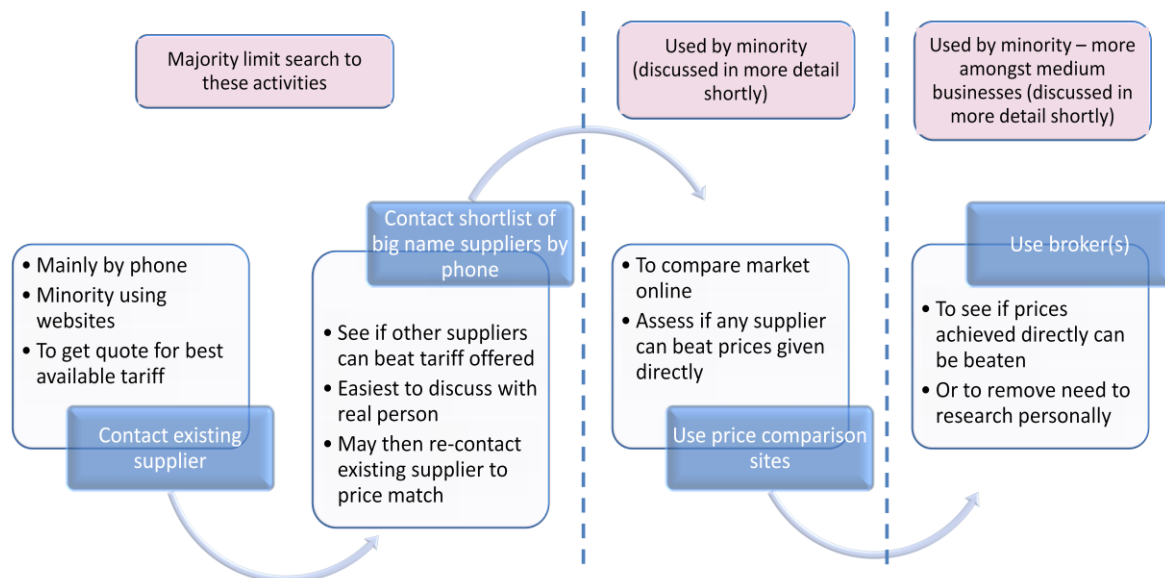 Majority limit search to
these activities
Used by minority
(discussed in more detail
shortly)
Used by minority – more
amongst medium
businesses (discussed in
more detail shortly)
• Mainly by phone
• Minority using
websites
• To get quote for best
available tariff
Contact existing
supplier
Contact shortlist of
big name suppliers by
phone
• See if other suppliers
can beat tariff offered
• Easiest to discuss with
real person
• May then re-contact
existing supplier to
price match
• To compare market
online
• Assess if any supplier
can beat prices given
directly
Use price comparison
sites
Use broker(s)
• To see if prices
achieved directly can
be beaten
• Or to remove need to
research personally